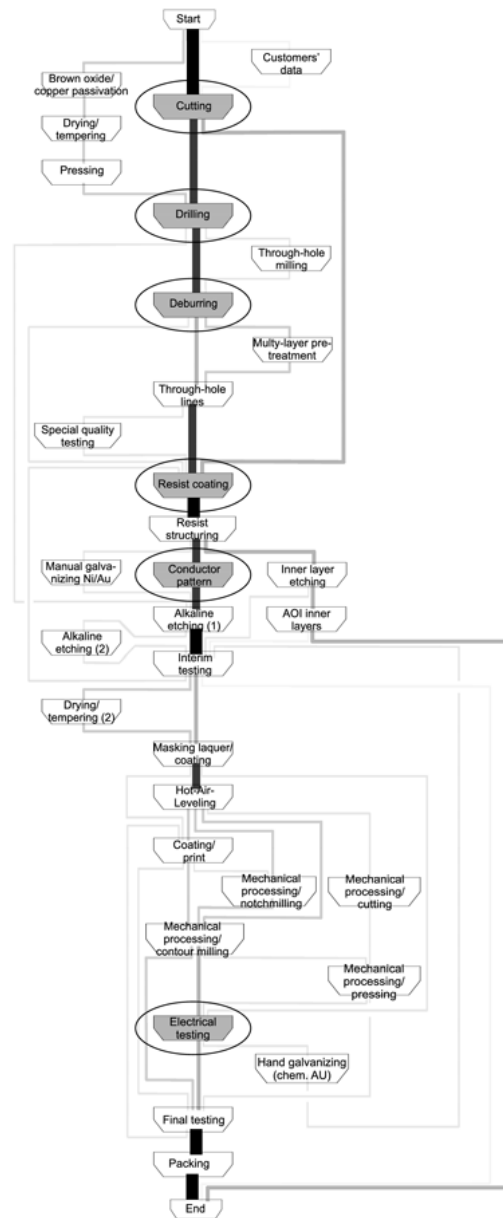 Start
Customers'
data
Brown oxide/
copper passivation
Cutting
Drying/
tempering
Pressing
Drilling
Through-hole
milling
Deburring
Multy-layer pre-
treatment
Through-hole
lines
Special quality
testing
Resist coating
Resist
structuring
Manual galva-
nizing Ni/Au
Conductor
pattern
Inner layer
etching
Alkaline
etching (1)
AOI inner
layers
Alkaline
etching (2)
Interim
testing
Drying/
tempering (2)
Masking laquer/
coating
Hot-Air-
Leveling
Coating/
print
Mechanical
processing/
notchmilling
Mechanical
processing/
cutting
Mechanical
processing/
contour milling
Mechanical
processing/
pressing
Electrical
testing
Hand galvanizing
(chem. AU)
Final testing
Packing
End